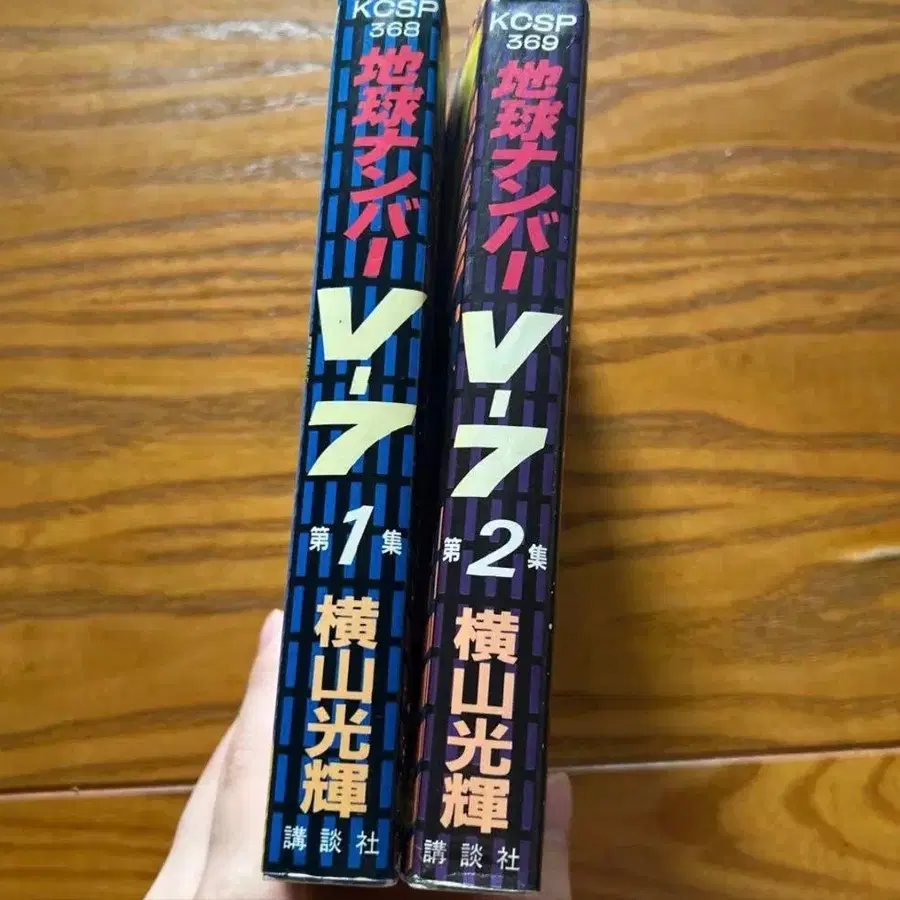 KCSP
368
地球ナンバー
V-7
第1集
横山光輝
講談社
KCSP
369
地球ナンバー
V-7
第2集
横山光輝
講談社